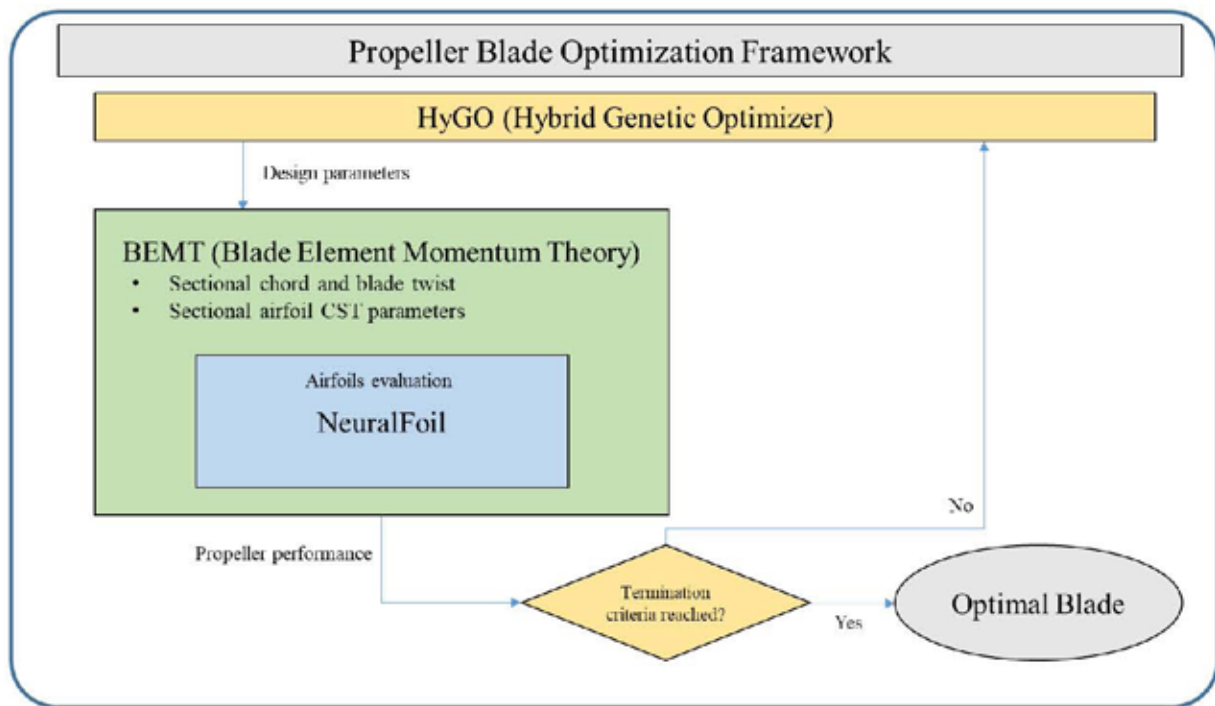 Propeller Blade Optimization Framework
HyGO (Hybrid Genetic Optimizer)
Design parameters
BEMT (Blade Element Momentum Theory)
• Sectional chord and blade twist
• Sectional airfoil CST parameters
Airfoils evaluation
NeuralFoil
No
Propeller performance
Termination
criteria reached?
Yes
Optimal Blade